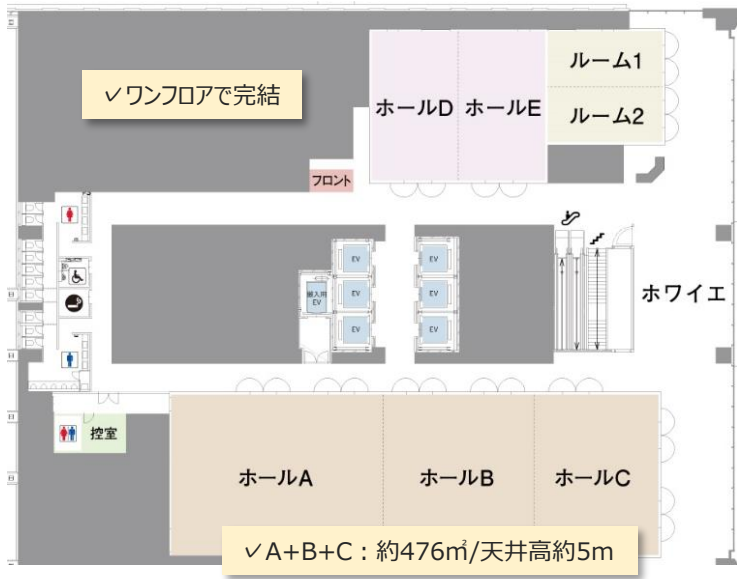 ✓ワンフロアで完結
ホールD
ホールE
ルーム1
ルーム2
フロント
EV
EV
EV
EV
EV
EV
搬入用
EV
ホワイエ
控室
ホールA
ホールB
ホールC
✓A+B+C：約476㎡/天井高約5m